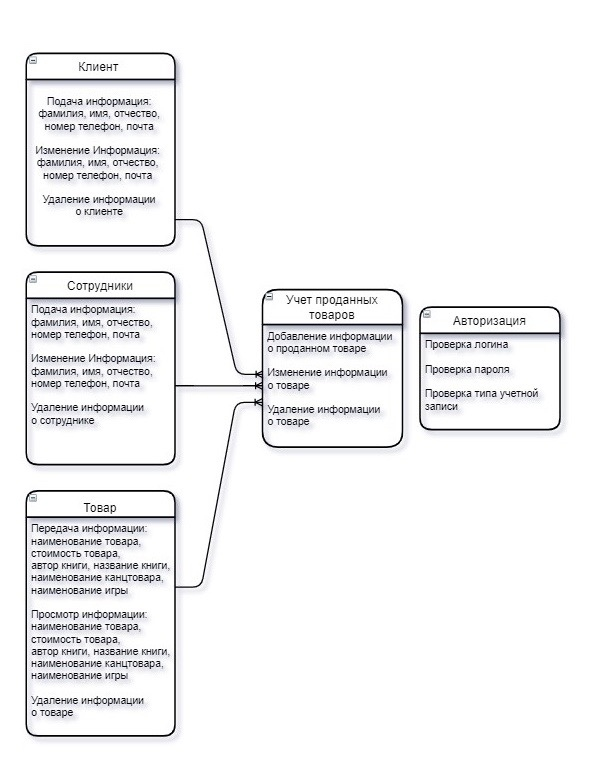 Клиент
Подача информация:
фамилия, имя, отчество,
номер телефон, почта
Изменение Информация:
фамилия, имя, отчество,
номер телефон, почта
Удаление информации
о клиенте
Сотрудники
Подача информация:
фамилия, имя, отчество,
номер телефон, почта
Изменение Информация:
фамилия, имя, отчество,
номер телефон, почта
Удаление информации
о сотруднике
Товар
Передача информации:
наименование товара,
стоимость товара,
автор книги, название книги,
наименование канцтовара,
наименование игры
Просмотр информации:
наименование товара,
стоимость товара,
автор книги, название книги,
наименование канцтовара,
наименование игры
Удаление информации
о товаре
Учет проданных
товаров
Добавление информации
о проданном товаре
Изменение информации
о товаре
Удаление информации
о товаре
Авторизация
Проверка логина
Проверка пароля
Проверка типа учетной
записи